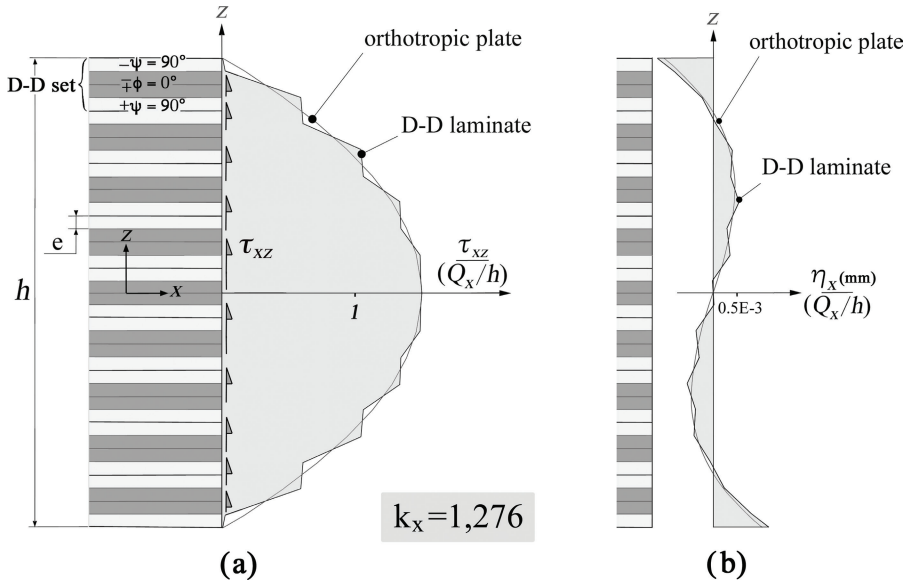 Z
orthotropic plate
D-D laminate
D-D set
−ψ = 90°
∓ϕ = 0°
±ψ = 90°
e
h
Z
X
τxz
1
τxz
(Qx/h)
kx=1,276
(a)
Z
orthotropic plate
D-D laminate
0.5E-3
ηx(mm)
(Qx/h)
(b)